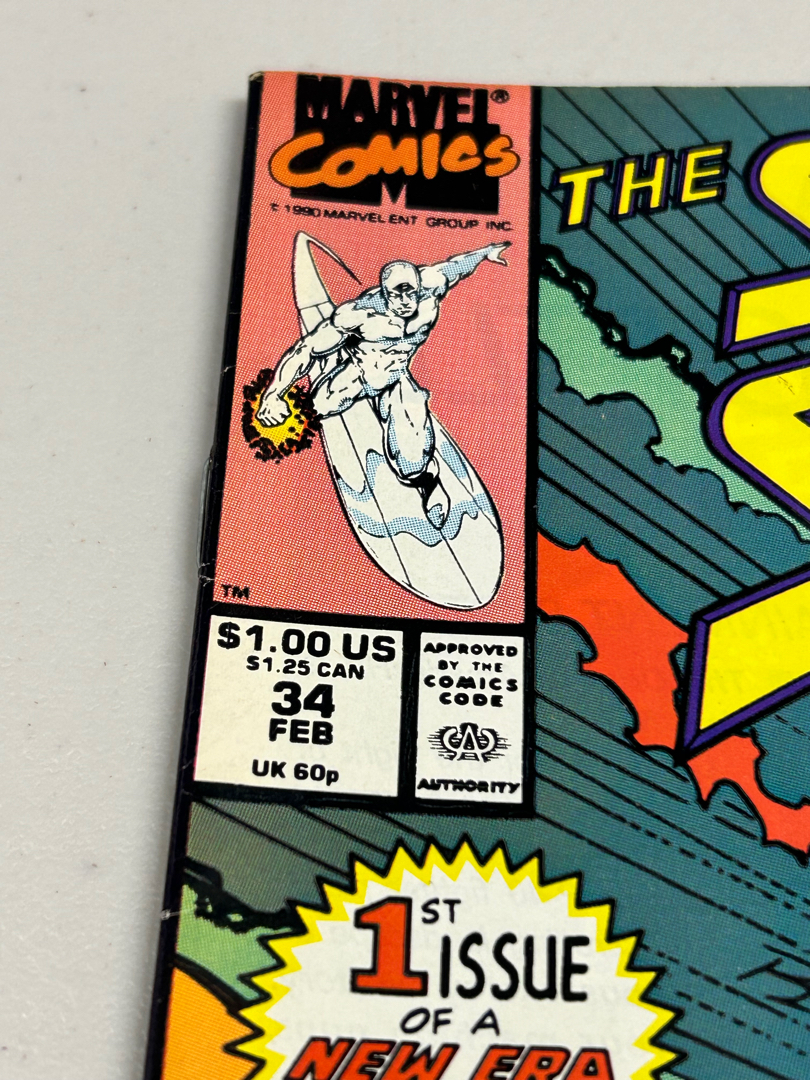 MARVEL®
COMICS
© 1990 MARVEL ENT GROUP INC.
THE
TM
$1.00 US
$1.25 CAN
34
FEB
UK 60p
APPROVED
BY THE
COMICS
CODE
AUTHORITY
1ST
ISSUE
OF A
NEW ERA